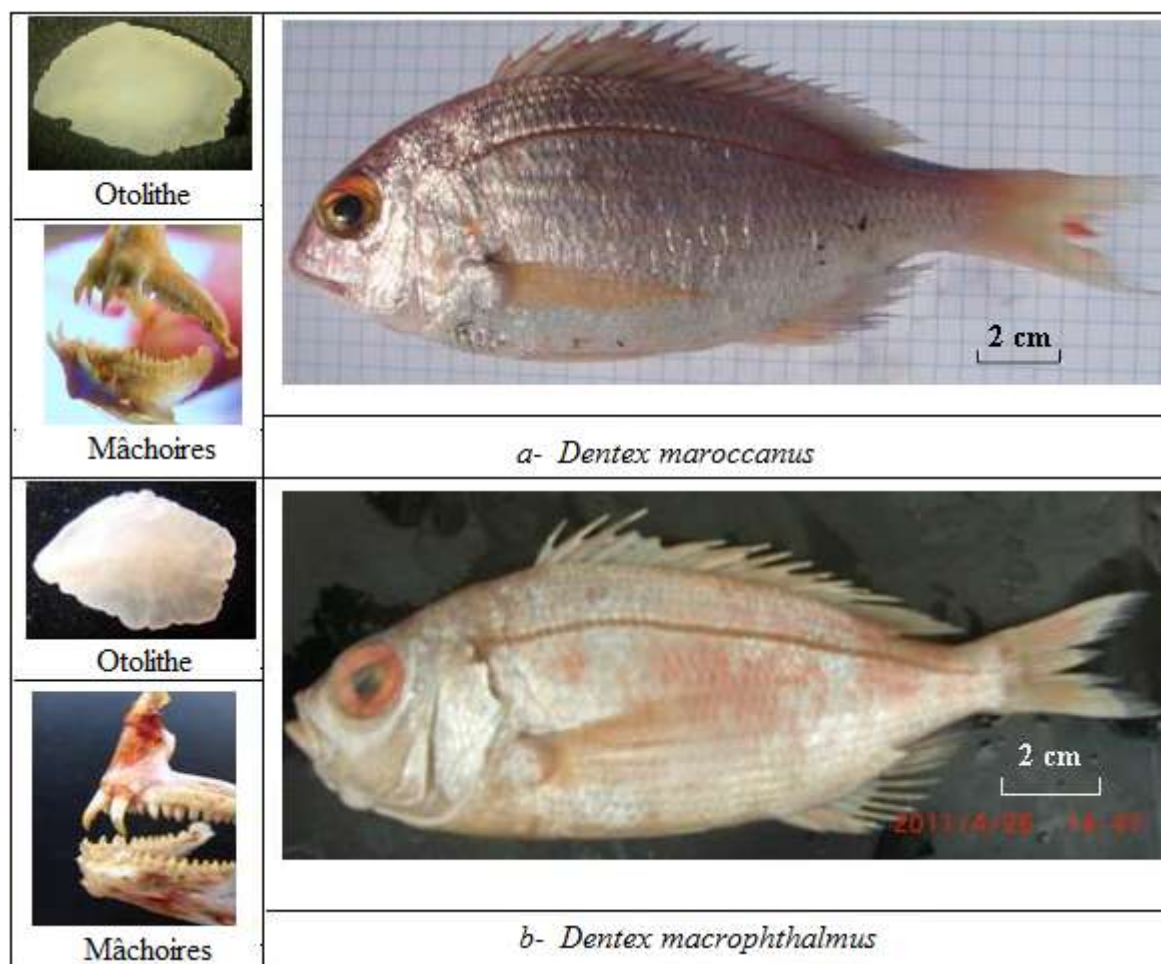 Otolithe
2 cm
Mâchoires
a- Dentex maroccanus
Otolithe
2 cm
Mâchoires
b- Dentex macrophthalmus